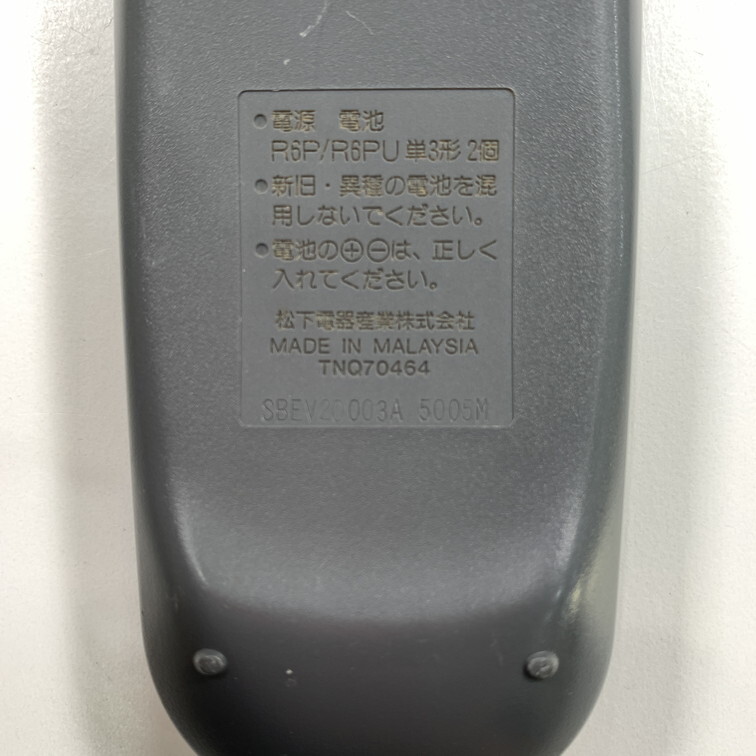 ●電源 電池
R6P/R6PU 単3形 2個
●新旧・異種の電池を混
用しないでください。
●電池の⊕⊖は、正しく
入れてください。
松下電器産業株式会社
MADE IN MALAYSIA
TNQ70464
5005M